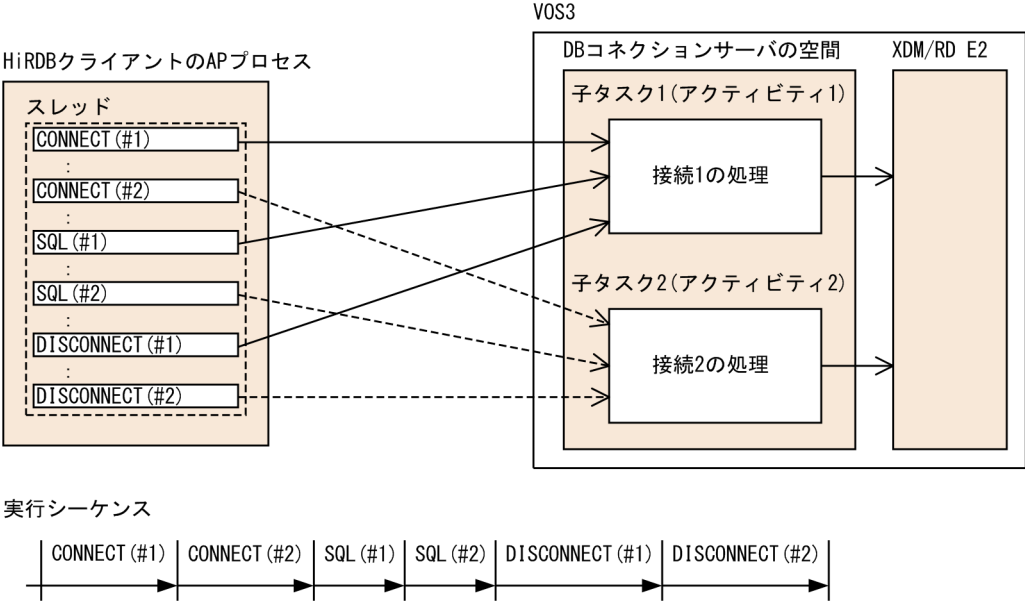 VOS3
HiRDBクライアントのAPプロセス
DBコネクションサーバの空間
XDM/RD E2
スレッド
CONNECT(#1)
:
CONNECT(#2)
:
SQL(#1)
:
SQL(#2)
:
DISCONNECT(#1)
:
DISCONNECT(#2)
子タスク1(アクティビティ1)
接続1の処理
子タスク2(アクティビティ2)
接続2の処理
実行シーケンス
CONNECT(#1) CONNECT(#2) SQL(#1) SQL(#2) DISCONNECT(#1) DISCONNECT(#2)